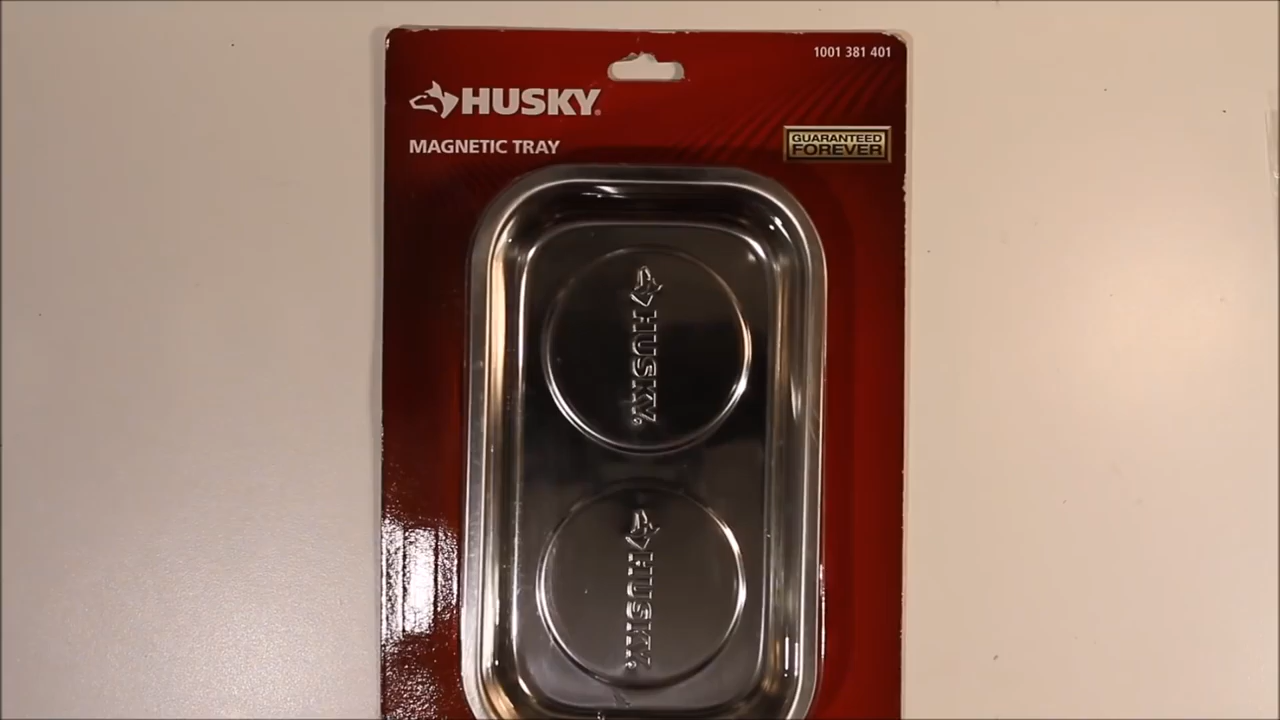 1001 381 401
HUSKY®
MAGNETIC TRAY
GUARANTEED
FOREVER
HUSKY®
HUSKY®